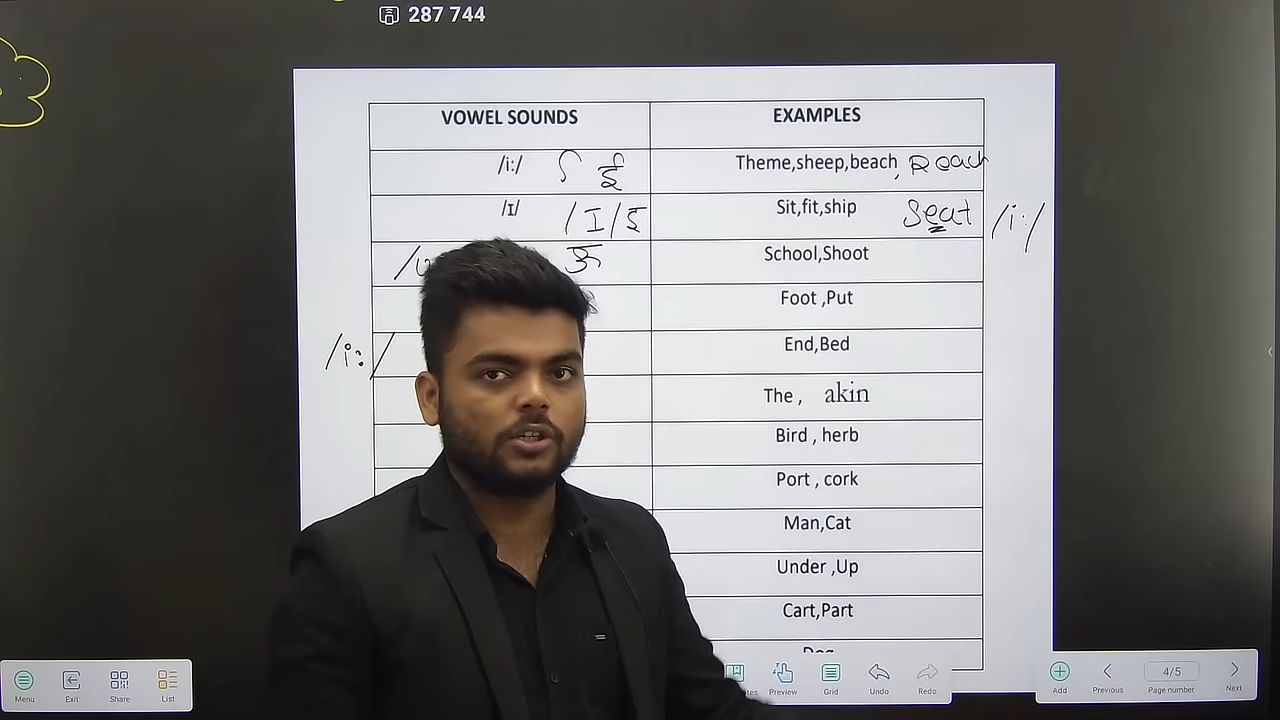 287 744
VOWEL SOUNDS EXAMPLES
/i:/ ई Theme,sheep,beach, Reach
/I/ /I/ इ Sit,fit,ship Seat /i:/
ऊ School,Shoot
Foot ,Put
/i:/ End,Bed
The , akin
Bird , herb
Port , cork
Man,Cat
Under ,Up
Cart,Part
Dog
Menu Exit Share List Preview Grid Undo Redo Add Previous 4/5 Page number Next